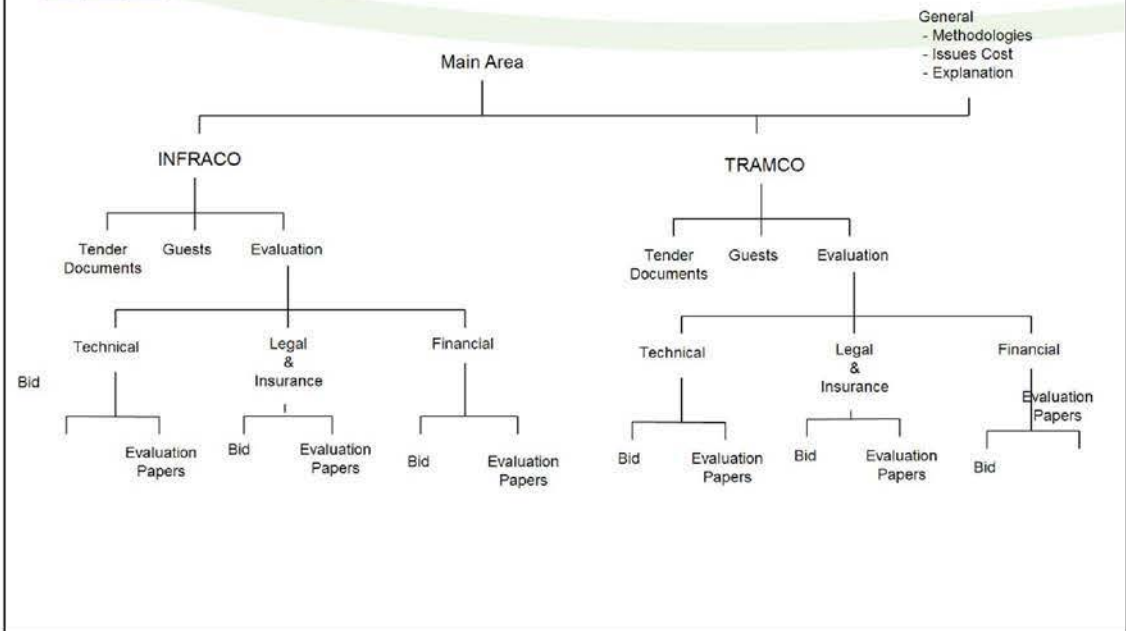 General
- Methodologies
- Issues Cost
- Explanation
Main Area
INFRACO
TRAMCO
Tender
Documents
Guests
Evaluation
Tender
Documents
Guests
Evaluation
Technical
Legal
&
Insurance
Financial
Technical
Legal
&
Insurance
Financial
Bid
Evaluation
Papers
Bid
Evaluation
Papers
Bid
Evaluation
Papers
Bid
Evaluation
Papers
Bid
Evaluation
Papers
Bid
Evaluation
Papers